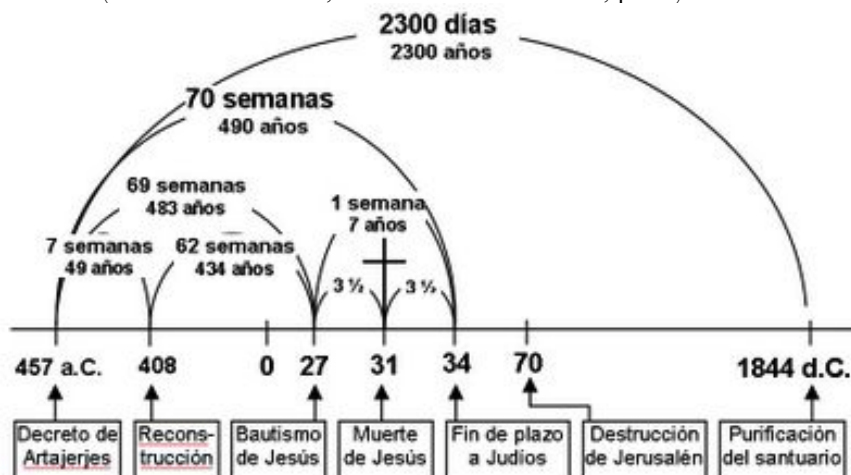 2300 días
2300 años
70 semanas
490 años
69 semanas
483 años
1 semana
7 años
7 semanas
49 años
62 semanas
434 años
3 ½
3 ½
457 a.C.
408
0
27
31
34
70
1844 d.C.
Decreto de
Artajerjes
Recons-
trucción
Bautismo
de Jesús
Muerte
de Jesús
Fin de plazo
a Judios
Destrucción
de Jerusalén
Purificación
del santuario